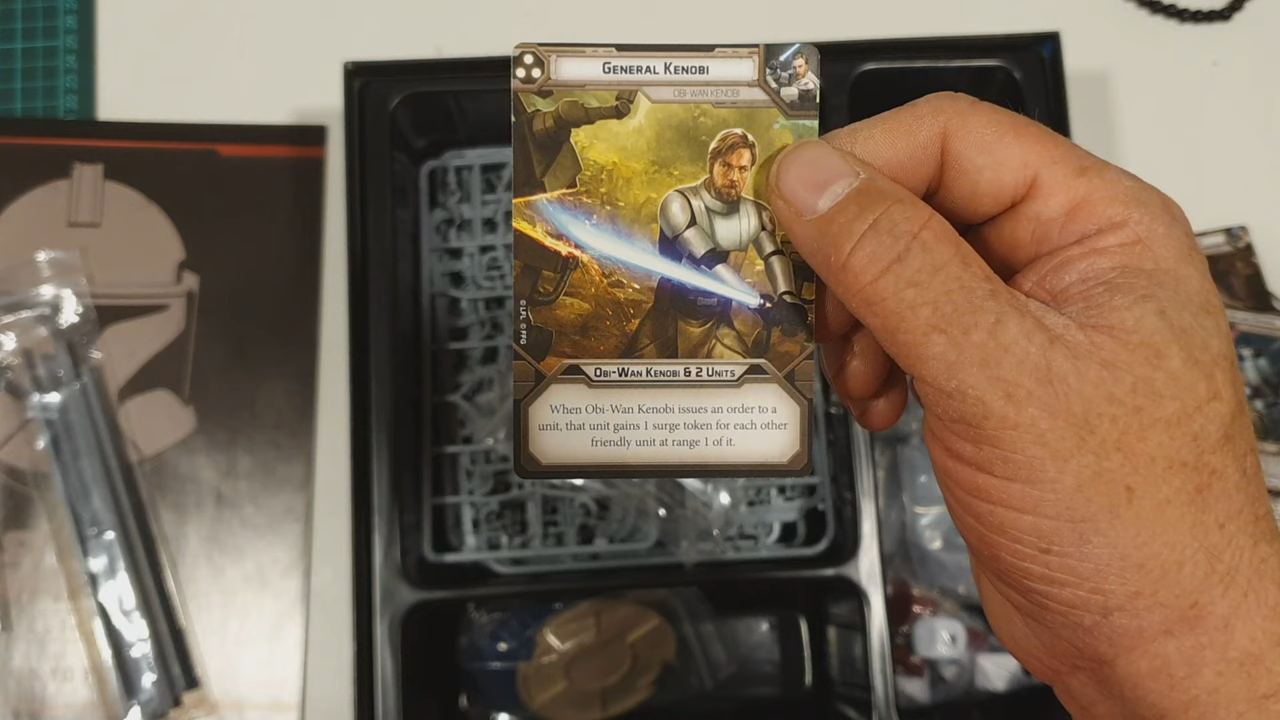 GENERAL KENOBI
OBI-WAN KENOBI
© LFL © FFG
OBI-WAN KENOBI & 2 UNITS
When Obi-Wan Kenobi issues an order to a
unit, that unit gains 1 surge token for each other
friendly unit at range 1 of it.